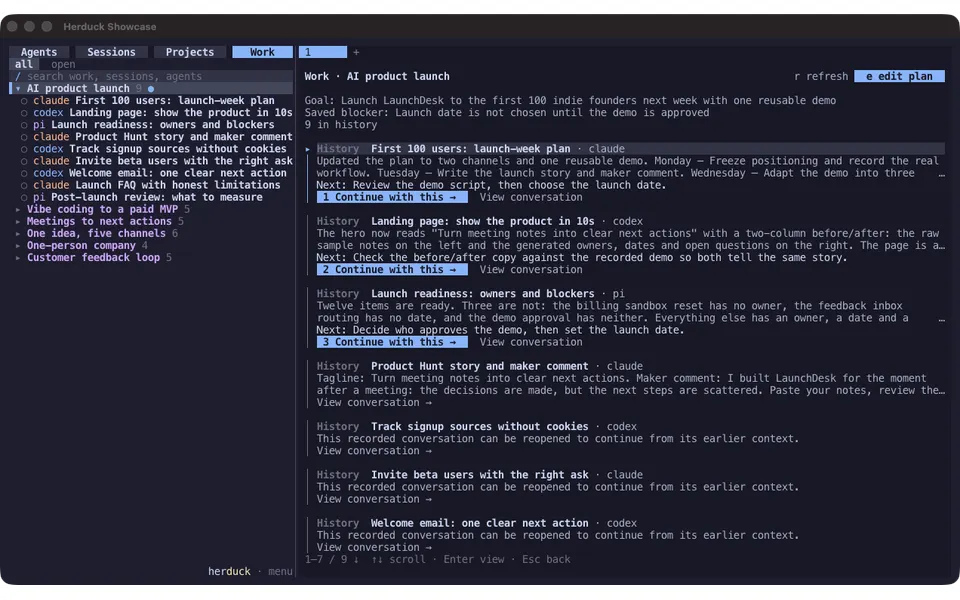 Herduck Showcase
Agents Sessions Projects Work
all open
/ search work, sessions, agents
▾ AI product launch 9 ●
○ claude First 100 users: launch-week plan
○ codex Landing page: show the product in 10s
○ pi Launch readiness: owners and blockers
○ claude Product Hunt story and maker comment
○ codex Track signup sources without cookies
○ claude Invite beta users with the right ask
○ codex Welcome email: one clear next action
○ claude Launch FAQ with honest limitations
○ pi Post-launch review: what to measure
▸ Vibe coding to a paid MVP 5
▸ Meetings to next actions 5
▸ One idea, five channels 6
▸ One-person company 4
▸ Customer feedback loop 5
herduck · menu
1 +
Work · AI product launch r refresh e edit plan
Goal: Launch LaunchDesk to the first 100 indie founders next week with one reusable demo
Saved blocker: Launch date is not chosen until the demo is approved
9 in history
▸ History First 100 users: launch-week plan · claude
Updated the plan to two channels and one reusable demo. Monday — Freeze positioning and record the real
workflow. Tuesday — Write the launch story and maker comment. Wednesday — Adapt the demo into three …
Next: Review the demo script, then choose the launch date.
1 Continue with this → View conversation
History Landing page: show the product in 10s · codex
The hero now reads "Turn meeting notes into clear next actions" with a two-column before/after: the raw
sample notes on the left and the generated owners, dates and open questions on the right. The page is a…
Next: Check the before/after copy against the recorded demo so both tell the same story.
2 Continue with this → View conversation
History Launch readiness: owners and blockers · pi
Twelve items are ready. Three are not: the billing sandbox reset has no owner, the feedback inbox
routing has no date, and the demo approval has neither. Everything else has an owner, a date and a …
Next: Decide who approves the demo, then set the launch date.
3 Continue with this → View conversation
History Product Hunt story and maker comment · claude
Tagline: Turn meeting notes into clear next actions. Maker comment: I built LaunchDesk for the moment
after a meeting: the decisions are made, but the next steps are scattered. Paste your notes, review the…
View conversation →
History Track signup sources without cookies · codex
This recorded conversation can be reopened to continue from its earlier context.
View conversation →
History Invite beta users with the right ask · claude
This recorded conversation can be reopened to continue from its earlier context.
View conversation →
History Welcome email: one clear next action · codex
This recorded conversation can be reopened to continue from its earlier context.
View conversation →
1–7 / 9 ↓ ↑↓ scroll · Enter view · Esc back